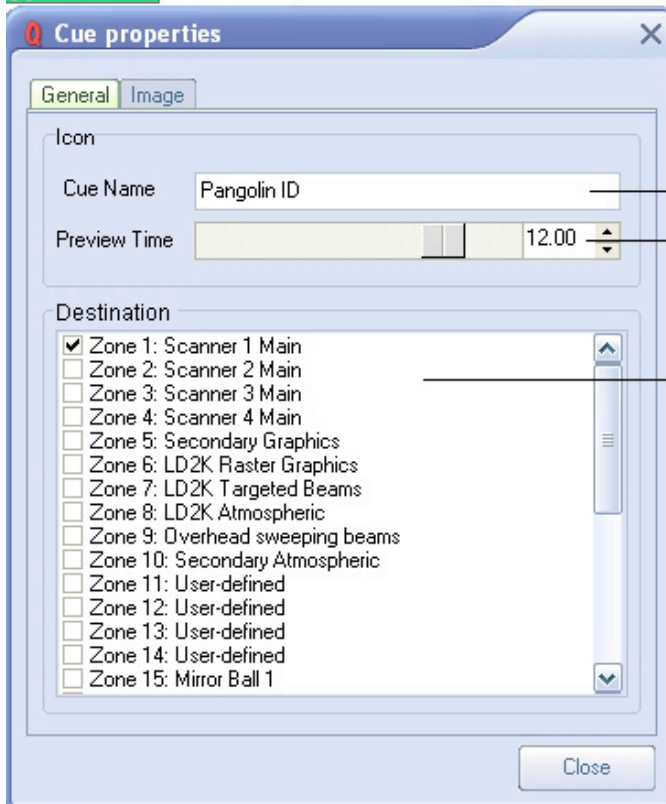 Cue properties
General Image
Icon
Cue Name Pangolin ID
Preview Time 12.00
Destination
Zone 1: Scanner 1 Main
Zone 2: Scanner 2 Main
Zone 3: Scanner 3 Main
Zone 4: Scanner 4 Main
Zone 5: Secondary Graphics
Zone 6: LD2K Raster Graphics
Zone 7: LD2K Targeted Beams
Zone 8: LD2K Atmospheric
Zone 9: Overhead sweeping beams
Zone 10: Secondary Atmospheric
Zone 11: User-defined
Zone 12: User-defined
Zone 13: User-defined
Zone 14: User-defined
Zone 15: Mirror Ball 1
Close